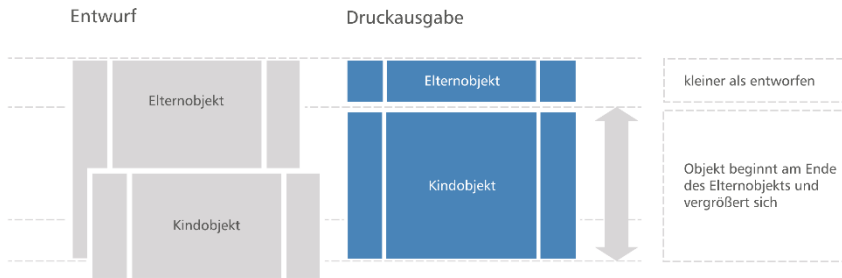 Entwurf
Druckausgabe
Elternobjekt
Elternobjekt
kleiner als entworfen
Kindobjekt
Kindobjekt
Objekt beginnt am Ende
des Elternobjekts und
vergrößert sich